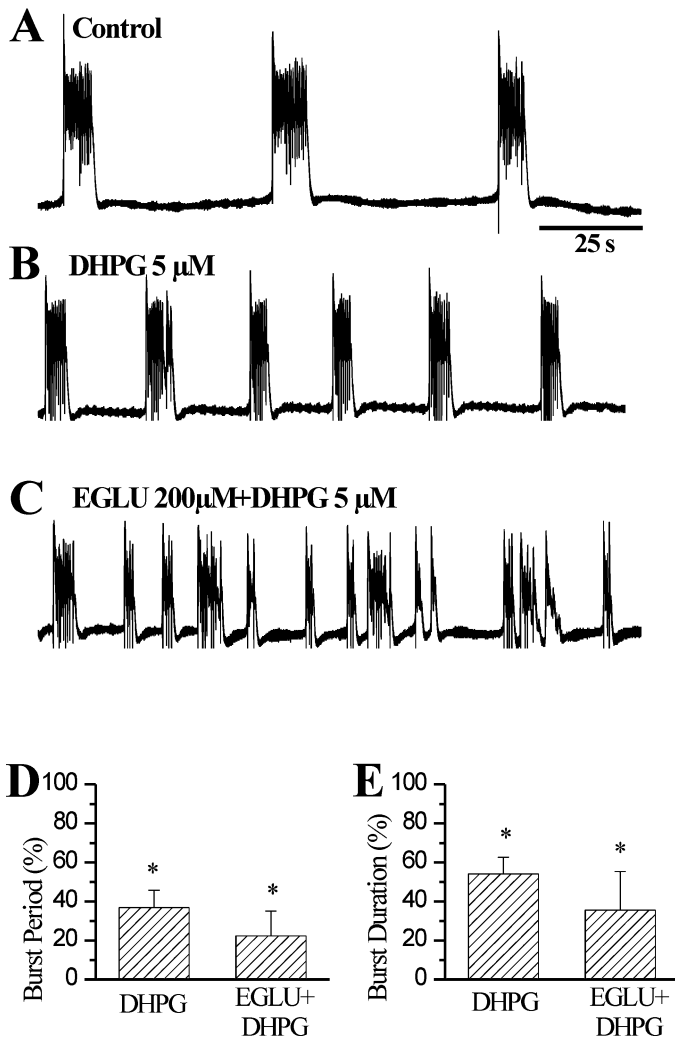 A Control
25 s
B DHPG 5 µM
C EGLU 200µM+DHPG 5 µM
D
Burst Period (%)
100
80
60
40
20
0
*
*
DHPG
EGLU+
DHPG
E
Burst Duration (%)
100
80
60
40
20
0
*
*
DHPG
EGLU+
DHPG